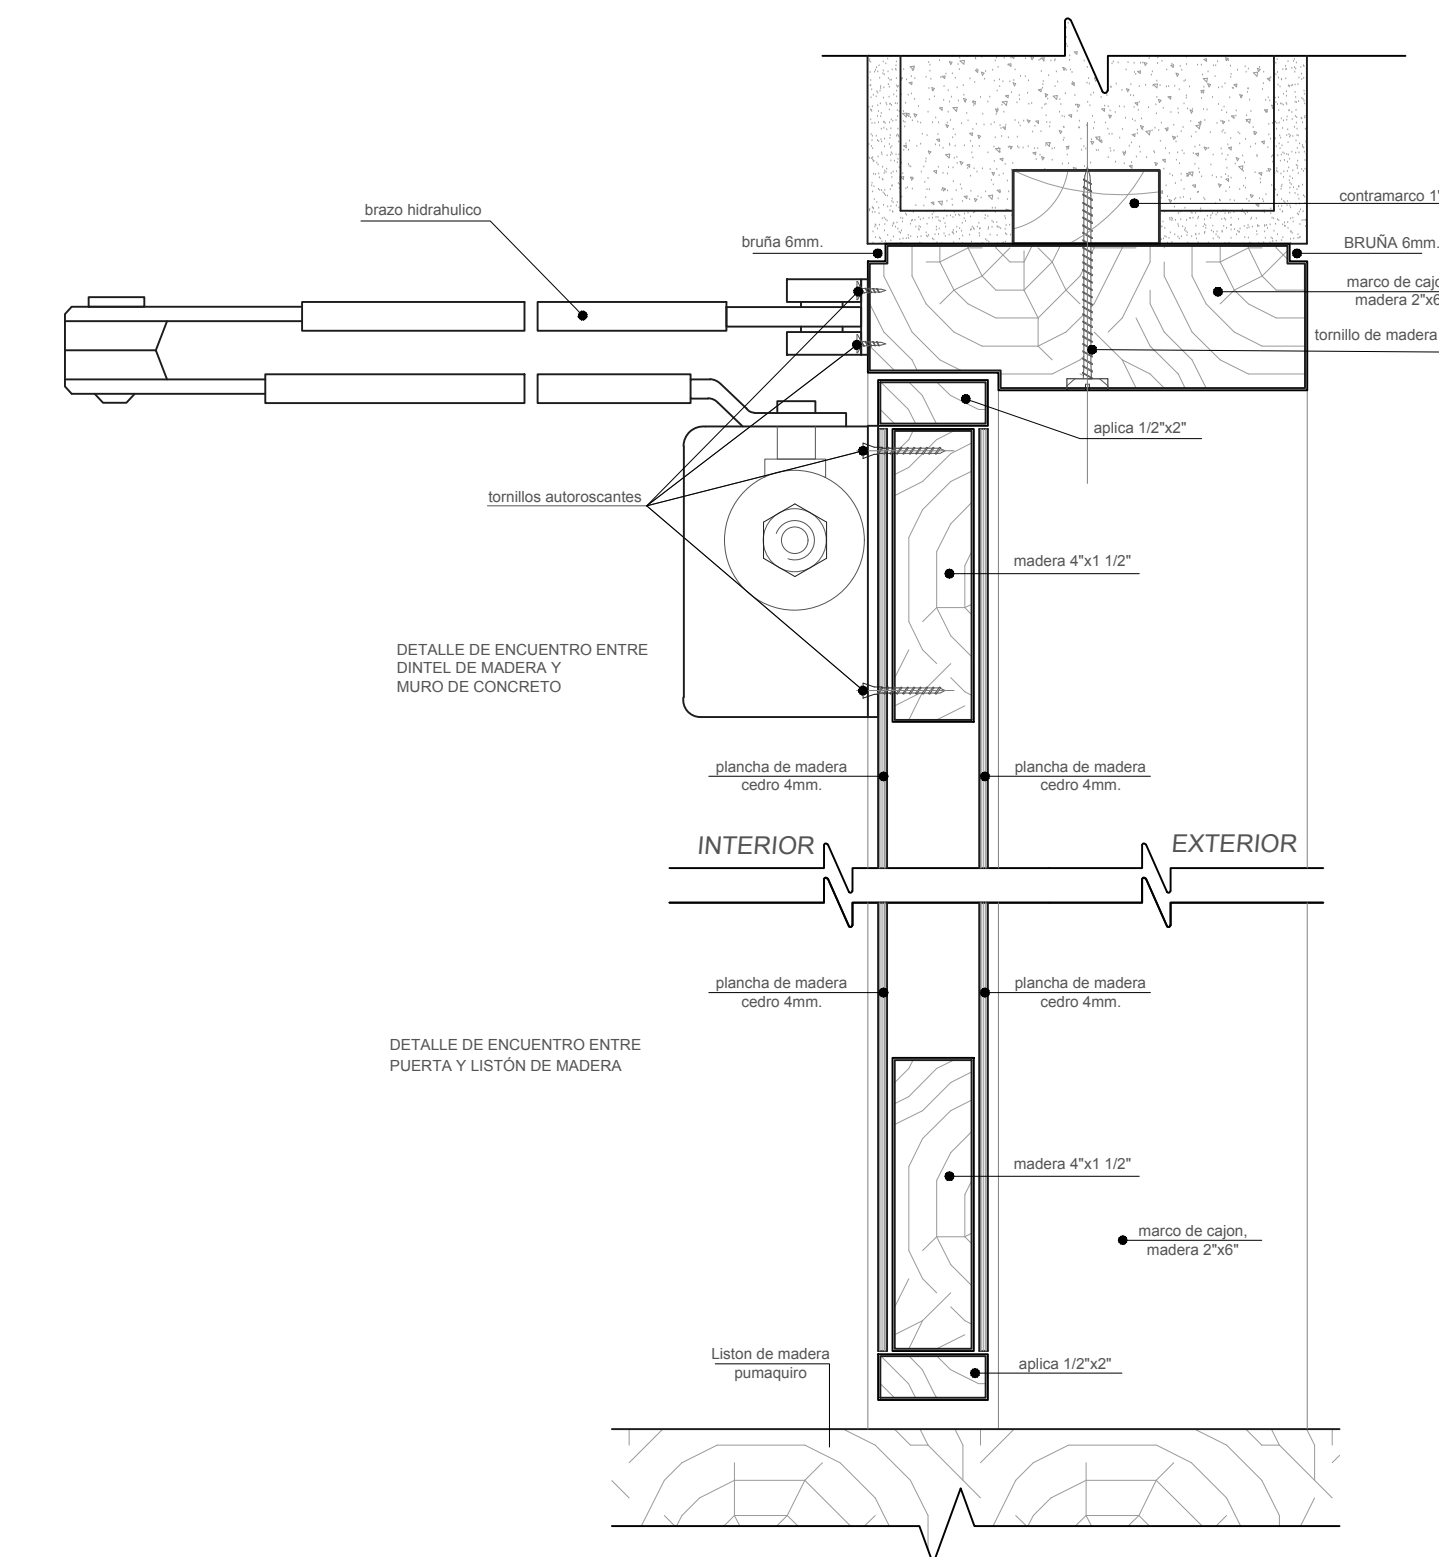 contramarco 1"
brazo hidrahulico
bruña 6mm.
BRUÑA 6mm.
marco de cajo
madera 2"x6
tornillo de madera
aplica 1/2"x2"
tornillos autoroscantes
madera 4"x1 1/2"
DETALLE DE ENCUENTRO ENTRE
DINTEL DE MADERA Y
MURO DE CONCRETO
plancha de madera
cedro 4mm.
plancha de madera
cedro 4mm.
INTERIOR
EXTERIOR
plancha de madera
cedro 4mm.
plancha de madera
cedro 4mm.
DETALLE DE ENCUENTRO ENTRE
PUERTA Y LISTÓN DE MADERA
madera 4"x1 1/2"
marco de cajon,
madera 2"x6"
Liston de madera
pumaquiro
aplica 1/2"x2"